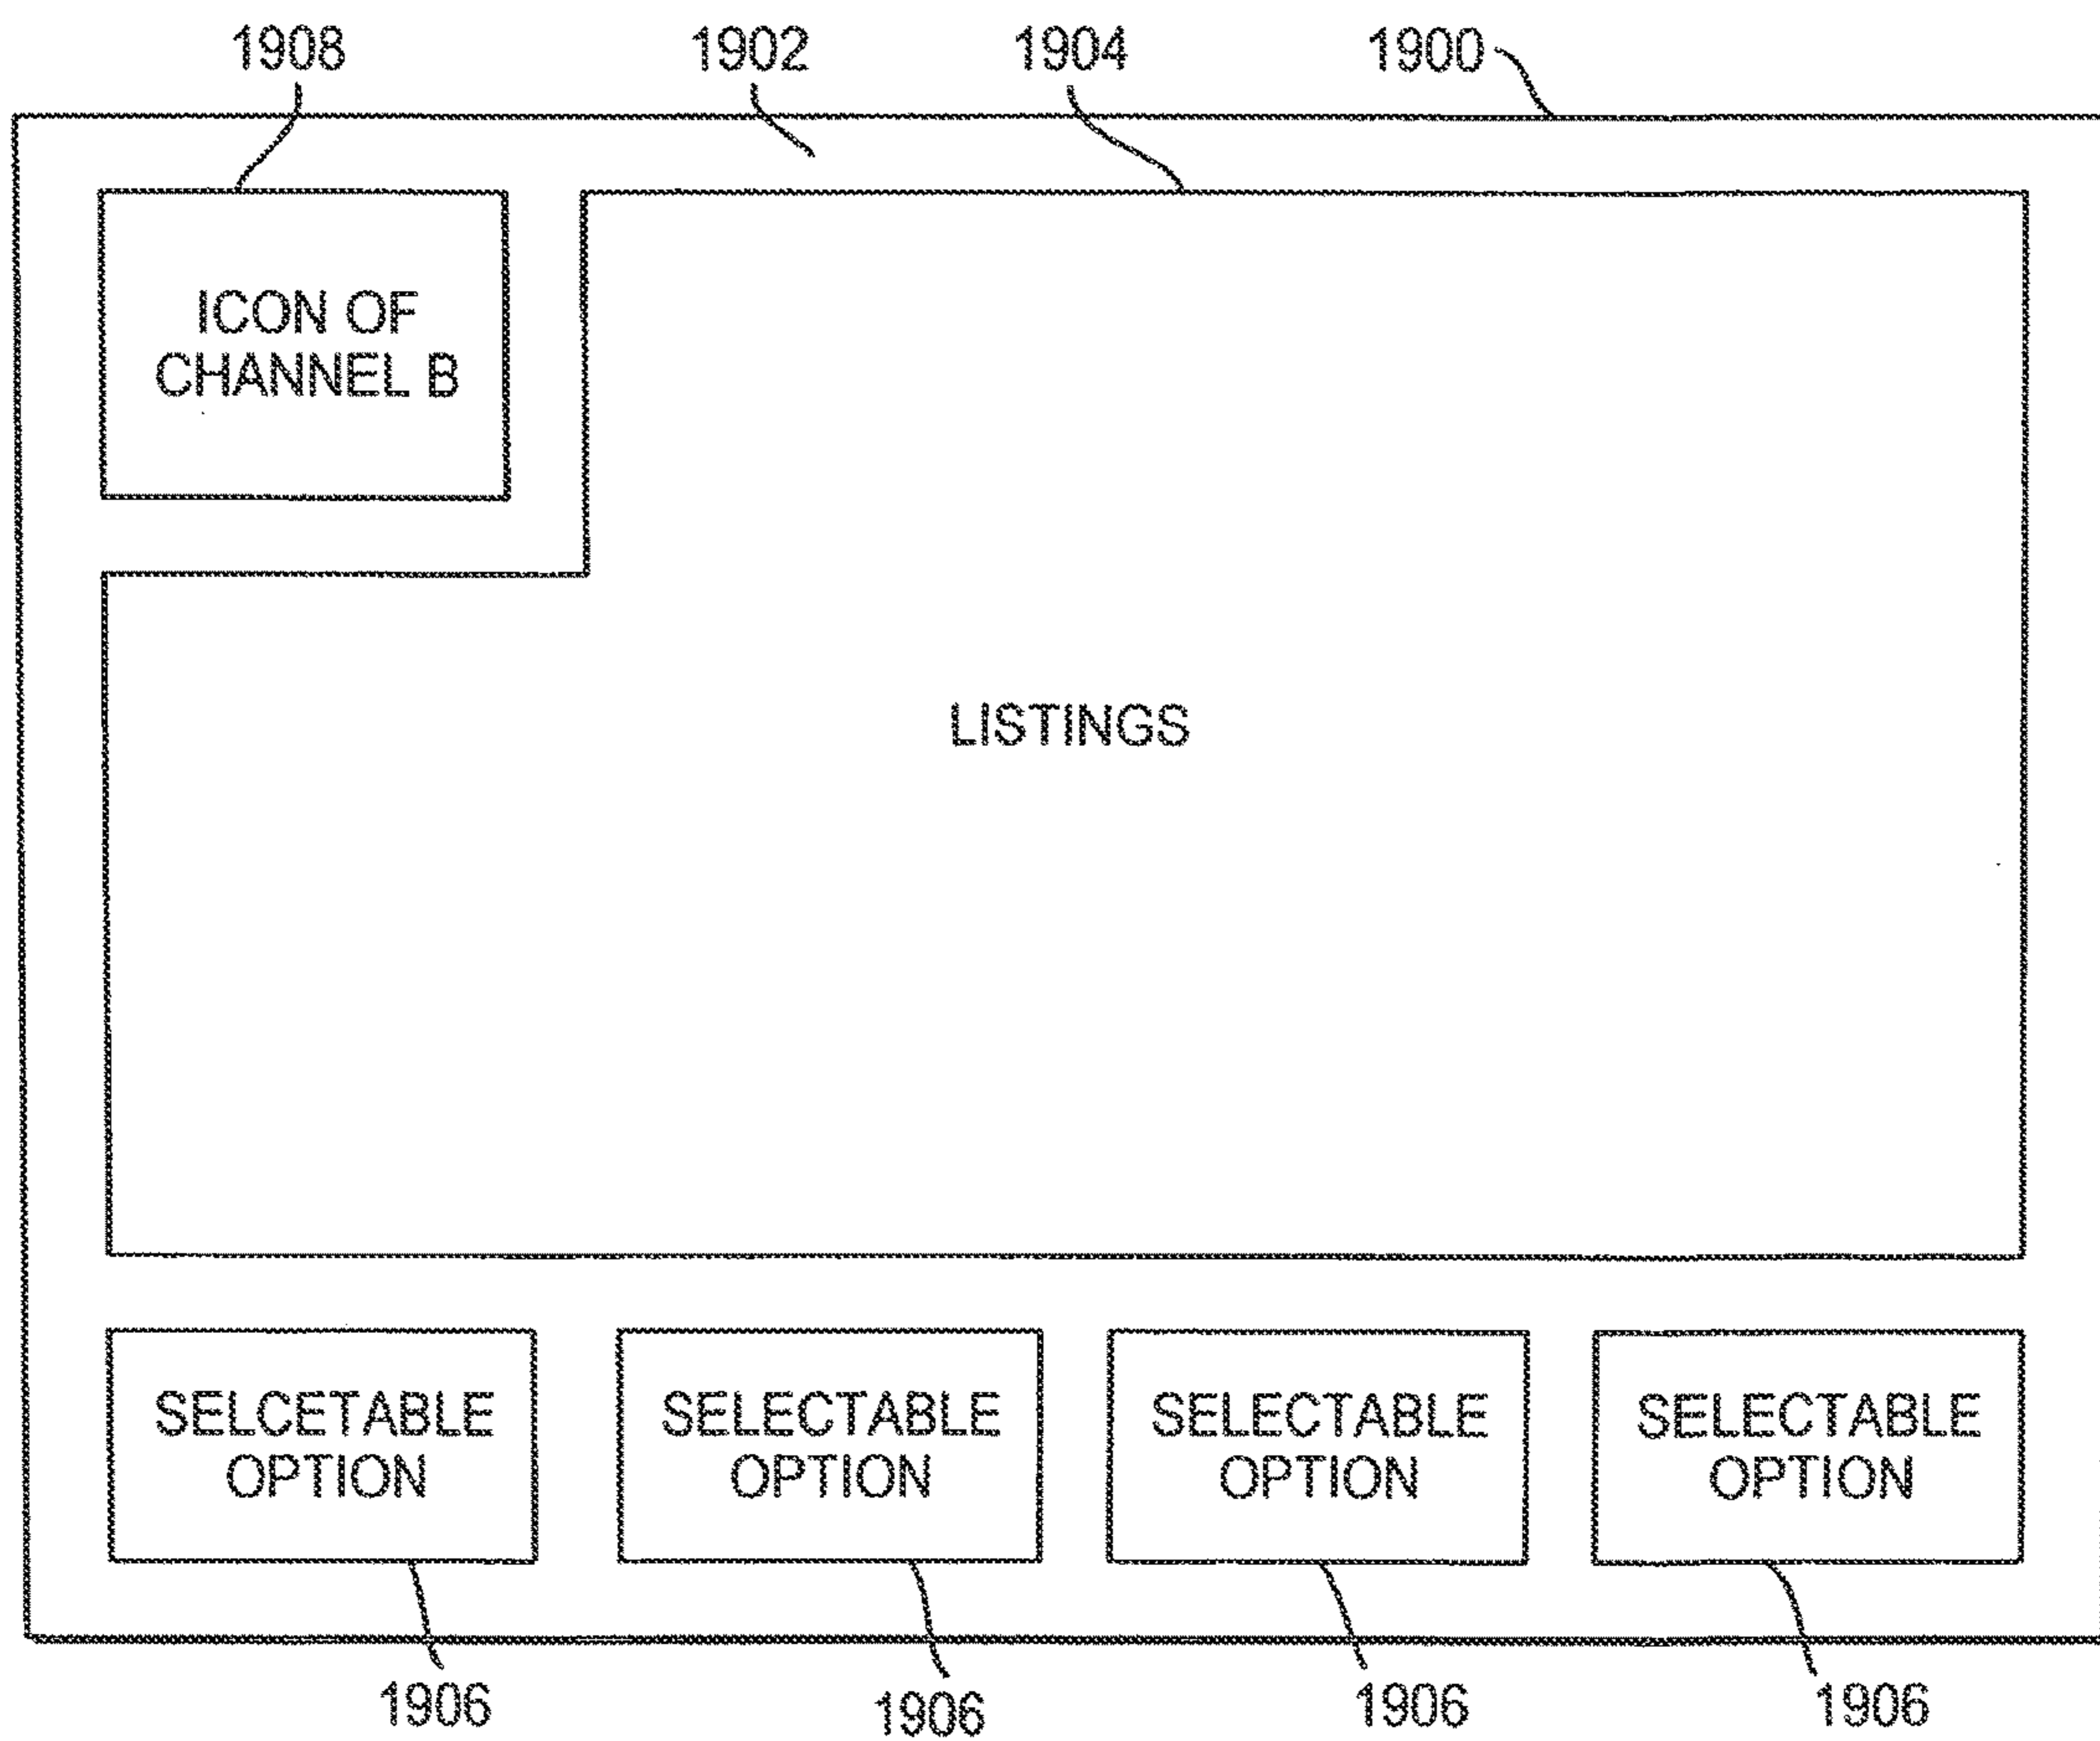 1908 1902 1904 1900
ICON OF
CHANNEL B
LISTINGS
SELCETABLE
OPTION
SELECTABLE
OPTION
SELECTABLE
OPTION
SELECTABLE
OPTION
1906 1906 1906 1906